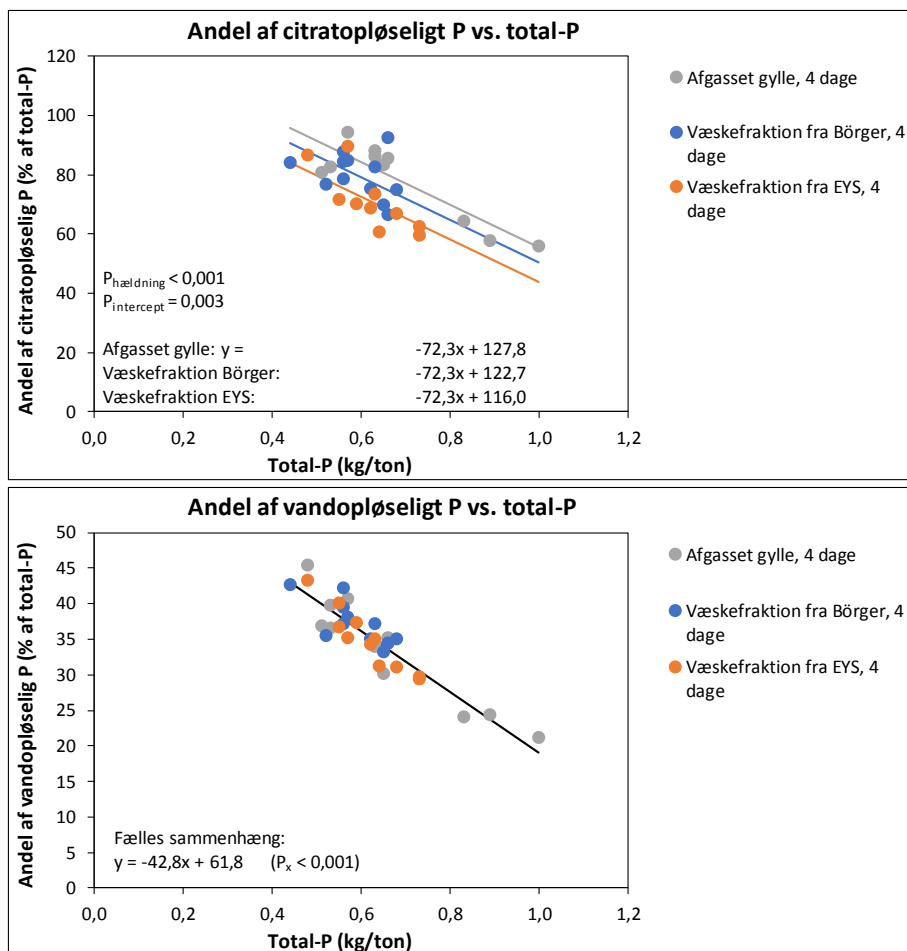 Andel af citratopløseligt P vs. total-P
Andel af citratopløselig P (% af total-P)
120
100
80
60
40
20
0
P hældning < 0,001
P intercept = 0,003
Afgasset gylle: y = -72,3x + 127,8
Væskefraktion Börger: -72,3x + 122,7
Væskefraktion EYS: -72,3x + 116,0
0,0 0,2 0,4 0,6 0,8 1,0 1,2
Total-P (kg/ton)
Afgasset gylle, 4 dage
Væskefraktion fra Börger, 4
dage
Væskefraktion fra EYS, 4
dage
Andel af vandopløseligt P vs. total-P
Andel af vandopløselig P (% af total-P)
50
45
40
35
30
25
20
15
10
5
0
Fælles sammenhæng:
y = -42,8x + 61,8 (Px < 0,001)
0,0 0,2 0,4 0,6 0,8 1,0 1,2
Total-P (kg/ton)
Afgasset gylle, 4 dage
Væskefraktion fra Börger, 4
dage
Væskefraktion fra EYS, 4
dage